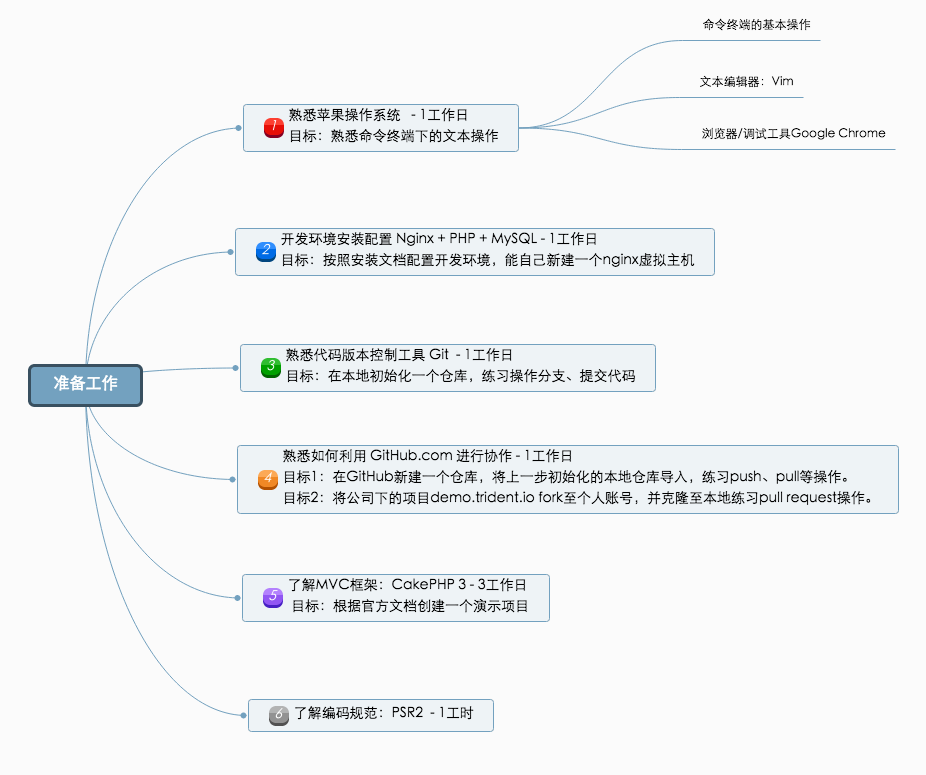 准备工作
1
熟悉苹果操作系统 - 1工作日
目标：熟悉命令终端下的文本操作
命令终端的基本操作
文本编辑器：Vim
浏览器/调试工具Google Chrome
2
开发环境安装配置 Nginx + PHP + MySQL - 1工作日
目标：按照安装文档配置开发环境，能自己新建一个nginx虚拟主机
3
熟悉代码版本控制工具 Git - 1工作日
目标：在本地初始化一个仓库，练习操作分支、提交代码
4
熟悉如何利用 GitHub.com 进行协作 - 1工作日
目标1：在GitHub新建一个仓库，将上一步初始化的本地仓库导入，练习push、pull等操作。
目标2：将公司下的项目demo.trident.io fork至个人账号，并克隆至本地练习pull request操作。
5
了解MVC框架：CakePHP 3 - 3工作日
目标：根据官方文档创建一个演示项目
6
了解编码规范：PSR2 - 1工时